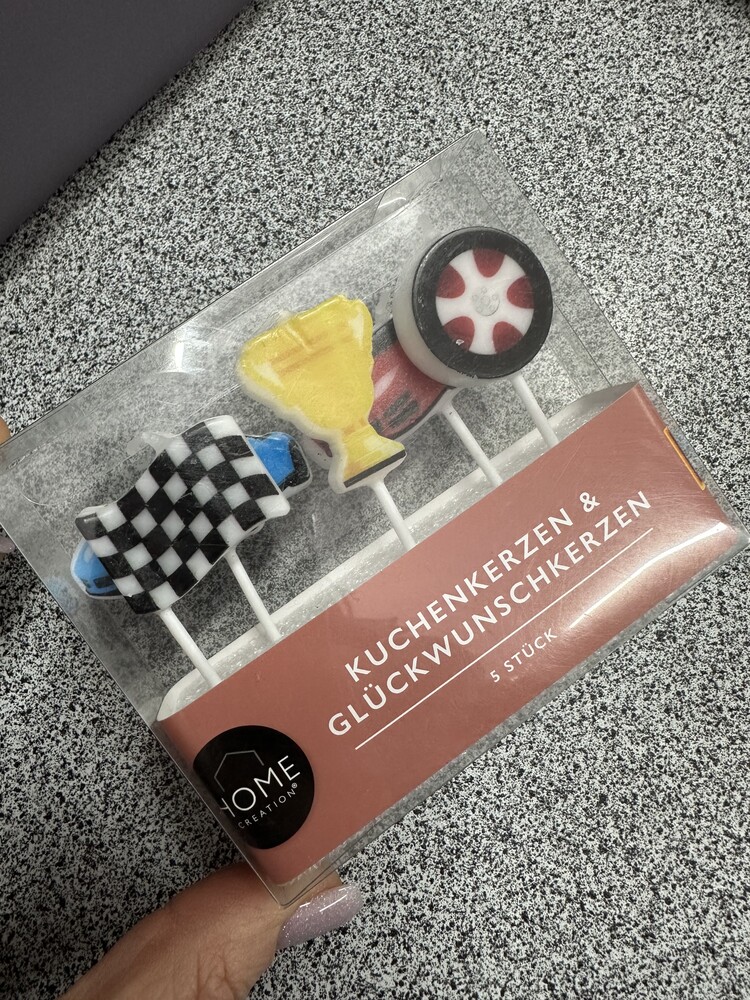 KUCHENKERZEN &
GLÜCKWUNSCHKERZEN
5 STÜCK
HOME
CREATION®